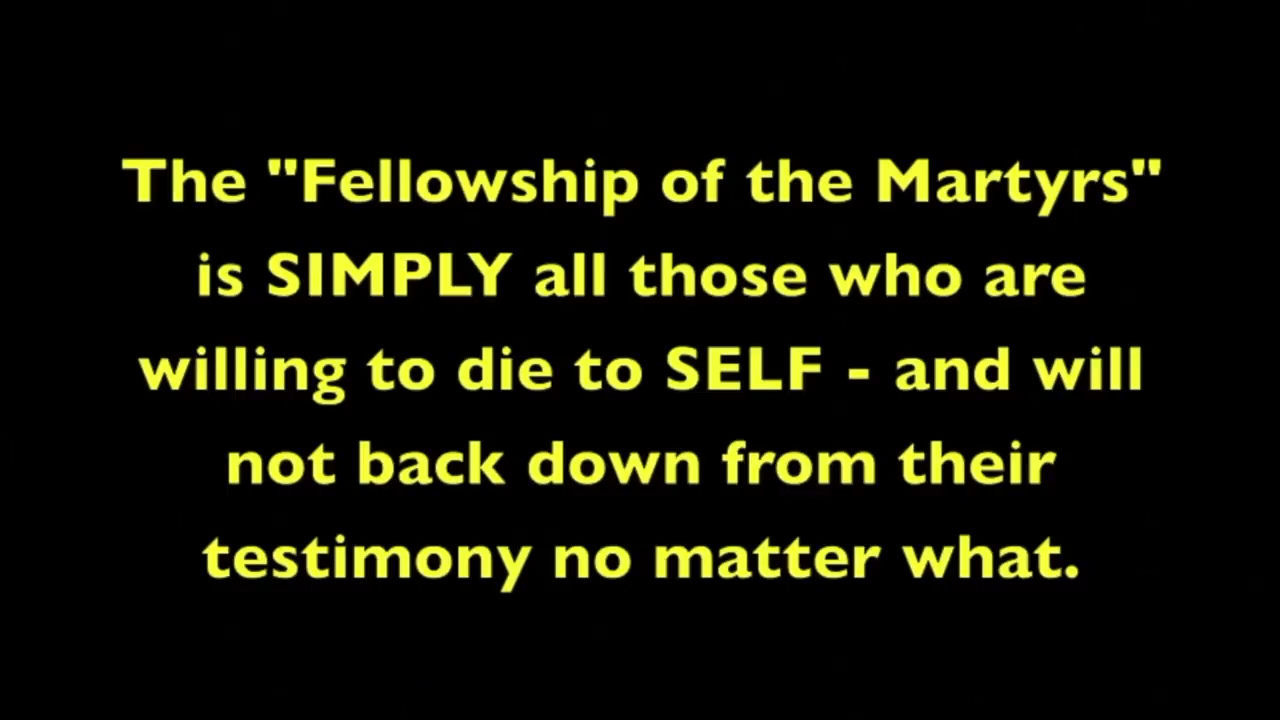 The "Fellowship of the Martyrs"
is SIMPLY all those who are
willing to die to SELF - and will
not back down from their
testimony no matter what.